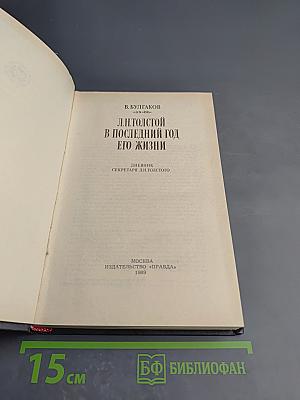 В. БУЛГАКОВ
Л.Н.ТОЛСТОЙ
В ПОСЛЕДНИЙ ГОД
ЕГО ЖИЗНИ
ДНЕВНИК
СЕКРЕТАРЯ Л.Н.ТОЛСТОГО
МОСКВА
ИЗДАТЕЛЬСТВО «ПРАВДА»
1989
15 см
БФ БИБЛИОФАН